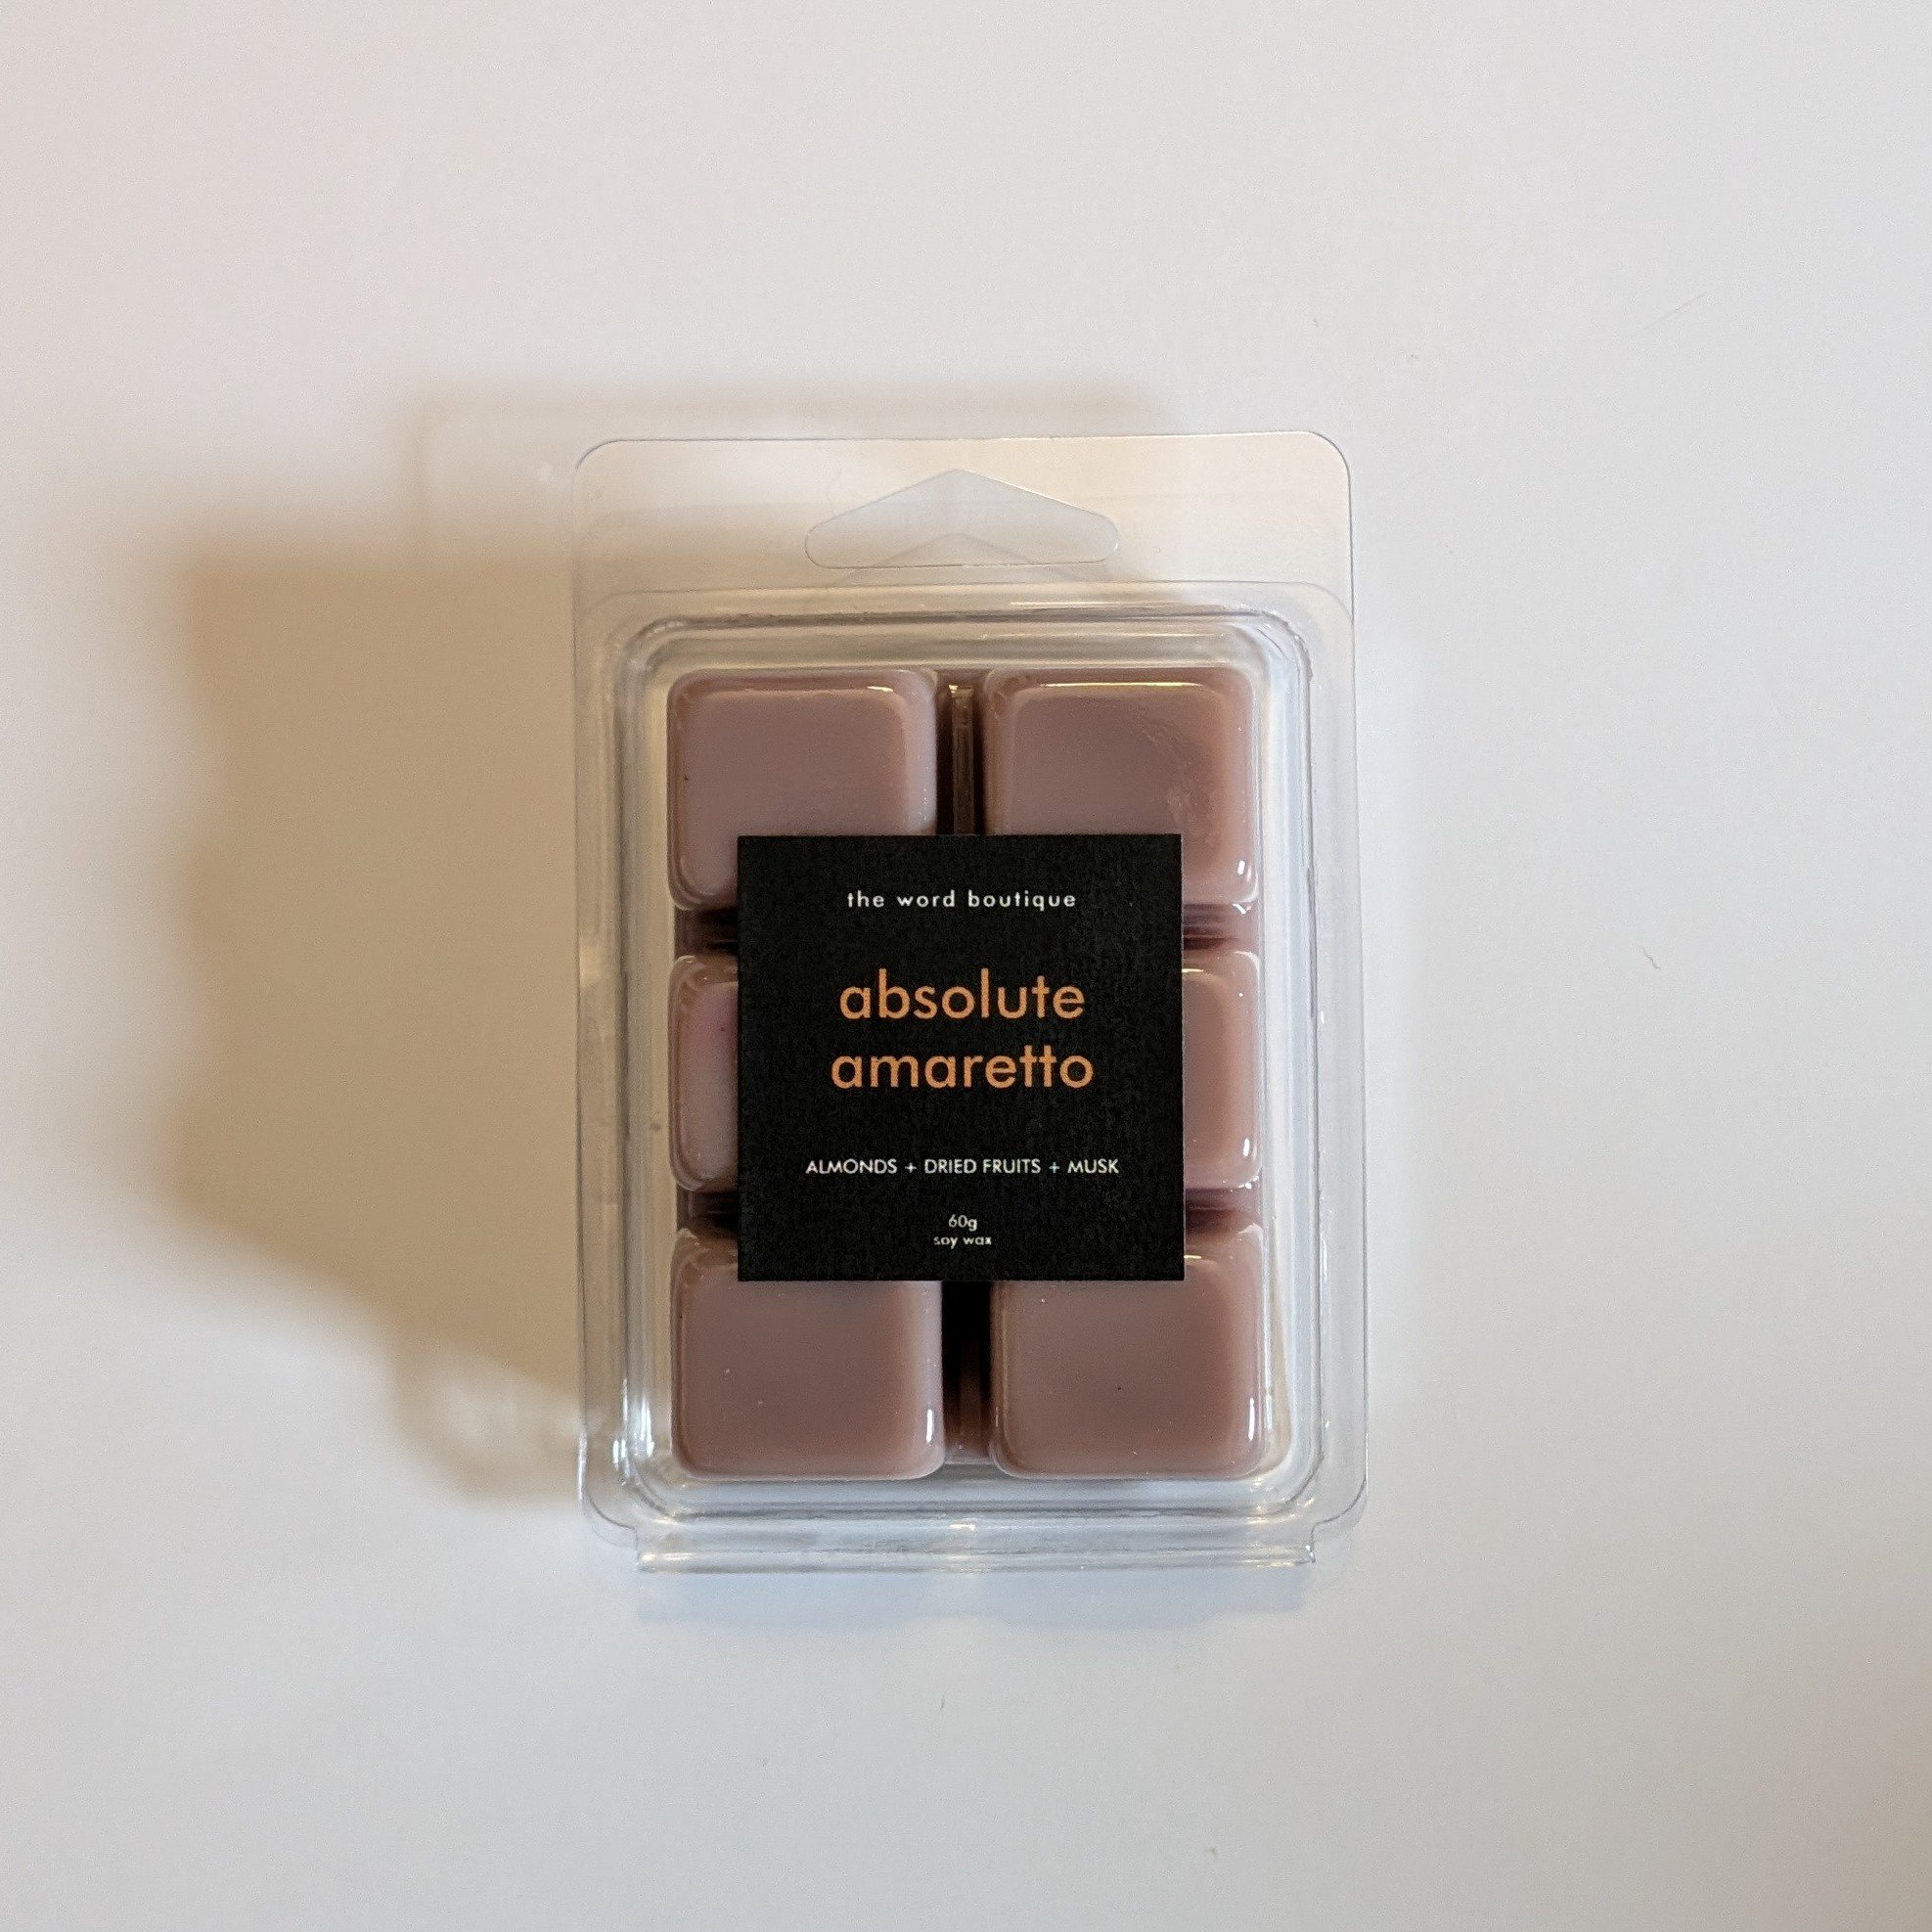 the word boutique
absolute
amaretto
ALMONDS + DRIED FRUITS + MUSK
60g
soy wax